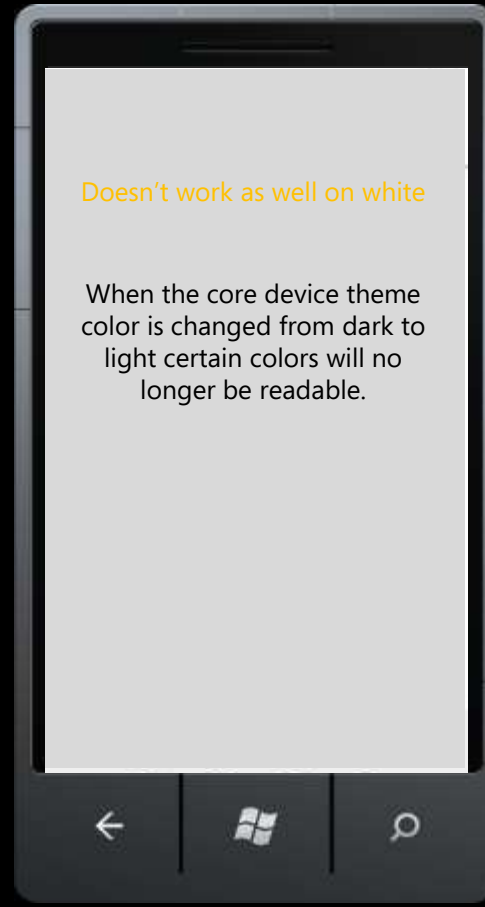 Doesn't work as well on white
When the core device theme
color is changed from dark to
light certain colors will no
longer be readable.